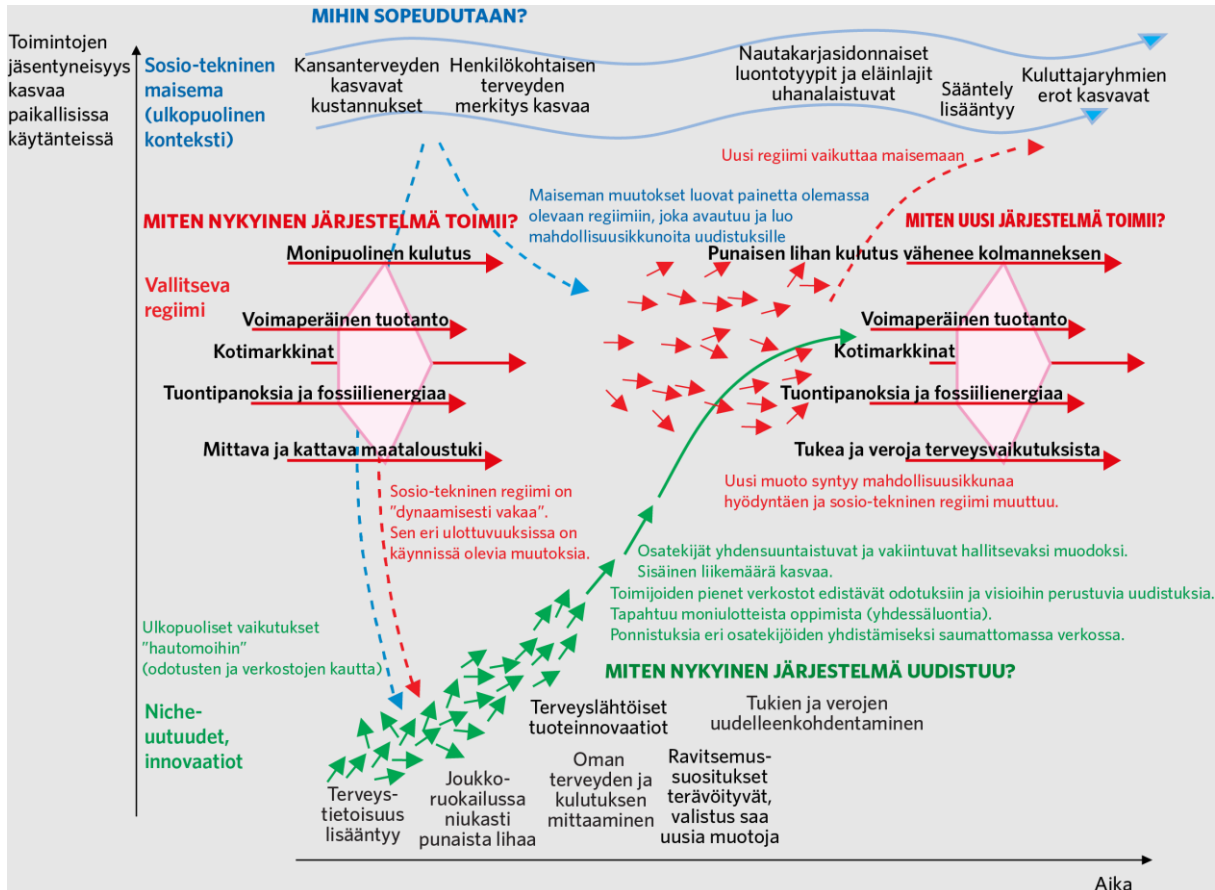 MIHIN SOPEUDUTAAN?
Toimintojen
jäsentyneisyys
kasvaa
paikallisissa
käytänteissä
Sosio-tekninen
maisema
(ulkopuolinen
konteksti)
Kansanterveyden
kasvavat
kustannukset
Henkilökohtaisen
terveyden
merkitys kasvaa
Nautakarjasidonnaiset
luontotyypit ja eläinlajit
uhanalaistuvat
Sääntely
lisääntyy
Kuluttajaryhmien
erot kasvavat
Uusi regiimi vaikuttaa maisemaan
Maiseman muutokset luovat painetta olemassa
olevaan regiimiin, joka avautuu ja luo
mahdollisuusikkunoita uudistuksille
MITEN NYKYINEN JÄRJESTELMÄ TOIMII?
MITEN UUSI JÄRJESTELMÄ TOIMII?
Vallitseva
regiimi
Monipuolinen kulutus
Voimaperäinen tuotanto
Kotimarkkinat
Tuontipanoksia ja fossiilienergiaa
Mittava ja kattava maataloustuki
Punaisen lihan kulutus vähenee kolmanneksen
Voimaperäinen tuotanto
Kotimarkkinat
Tuontipanoksia ja fossiilienergiaa
Tukea ja veroja terveysvaikutuksista
Sosio-tekninen regiimi on
"dynaamisesti vakaa".
Sen eri ulottuvuuksissa on
käynnissä olevia muutoksia.
Uusi muoto syntyy mahdollisuusikkunaa
hyödyntäen ja sosio-tekninen regiimi muuttuu.
Osatekijät yhdensuuntaistuvat ja vakiintuvat hallitsevaksi muodoksi.
Sisäinen liikemäärä kasvaa.
Toimijoiden pienet verkostot edistävät odotuksiin ja visioihin perustuvia uudistuksia.
Tapahtuu moniulotteista oppimista (yhdessäluontia).
Ponnistuksia eri osatekijöiden yhdistämiseksi saumattomassa verkossa.
Ulkopuoliset vaikutukset
"hautomoihin"
(odotusten ja verkostojen kautta)
MITEN NYKYINEN JÄRJESTELMÄ UUDISTUU?
Niche-
uutuudet,
innovaatiot
Terveys-
tietoisuus
lisääntyy
Joukko-
ruokailussa
niukasti
punaista lihaa
Terveyslähtöiset
tuoteinnovaatiot
Oman
terveyden ja
kulutuksen
mittaaminen
Tukien ja verojen
uudelleenkohdentaminen
Ravitsemus-
suositukset
terävöityvät,
valistus saa
uusia muotoja
Aika